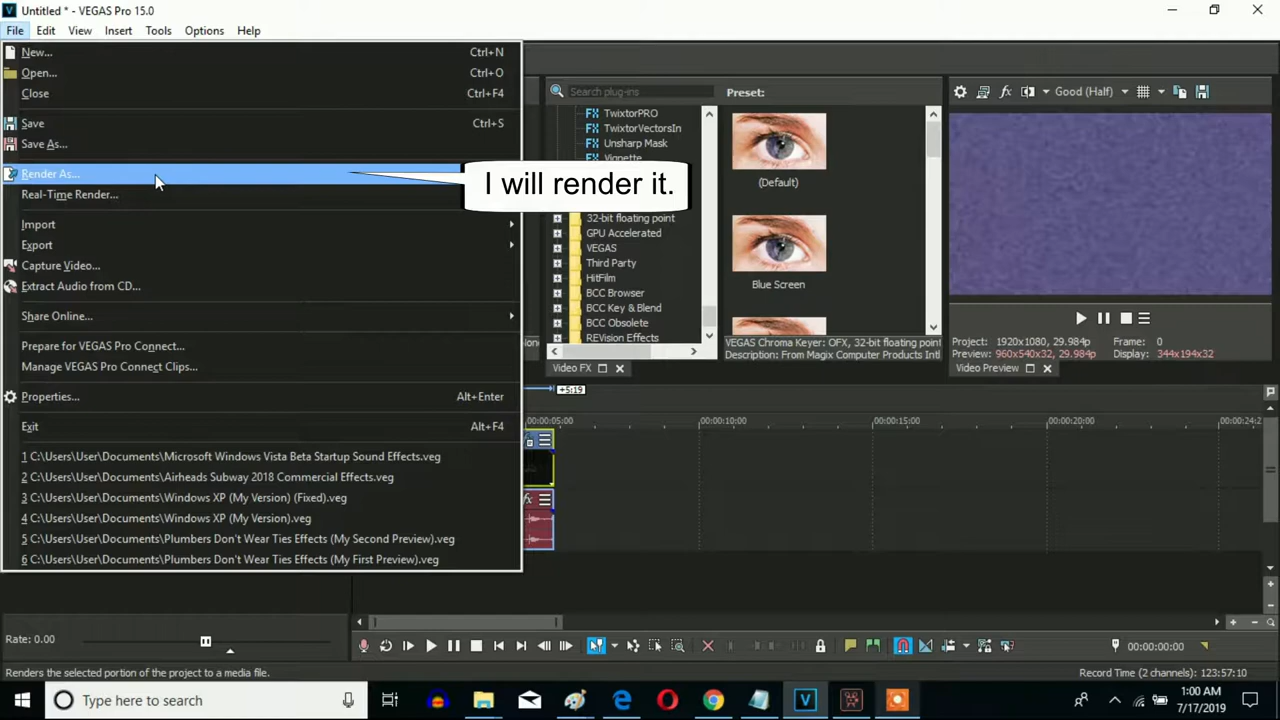 Untitled * - VEGAS Pro 15.0
File Edit View Insert Tools Options Help
New... Ctrl+N
Open...
Close Ctrl+F4
Save Ctrl+S
Save As...
Render As...
Real-Time Render...
Import
Export
Capture Video...
Extract Audio from CD...
Share Online...
Prepare for VEGAS Pro Connect...
Manage VEGAS Pro Connect Clips...
Properties... Alt+Enter
Exit Alt+F4
1 C:\Users\User\Documents\Microsoft Windows Vista Beta Startup Sound Effects.veg
2 C:\Users\User\Documents\Airheads Subway 2018 Commercial Effects.veg
3 C:\Users\User\Documents\Windows XP (My Version) (Fixed).veg
4 C:\Users\User\Documents\Windows XP (My Version).veg
5 C:\Users\User\Documents\Plumbers Don't Wear Ties Effects (My Second Preview).veg
6 C:\Users\User\Documents\Plumbers Don't Wear Ties Effects (My First Preview).veg
I will render it.
Search plug-ins
FX TwixtorPRO
FX TwixtorVectorsIn
FX Unsharp Mask
FX Vignette
32-bit floating point
GPU Accelerated
VEGAS
Third Party
HitFilm
BCC Browser
BCC Key & Blend
BCC Obsolete
REVision Effects
Video FX
Preset:
(Default)
Blue Screen
VEGAS Chroma Keyer: OFX, 32-bit floating point
Description: From Magix Computer Products Intl
fx Good (Half)
Project: 1920x1080, 29.984p Frame: 0
Preview: 960x540x32, 29.984p Display: 344x194x32
Video Preview
+5:19
00:00:05:00 00:00:10:00 00:00:15:00 00:00:20:00 00:00:24:2
Rate: 0.00
00:00:00:00
Renders the selected portion of the project to a media file. Record Time (2 channels): 123:57:10
Type here to search
1:00 AM
7/17/2019